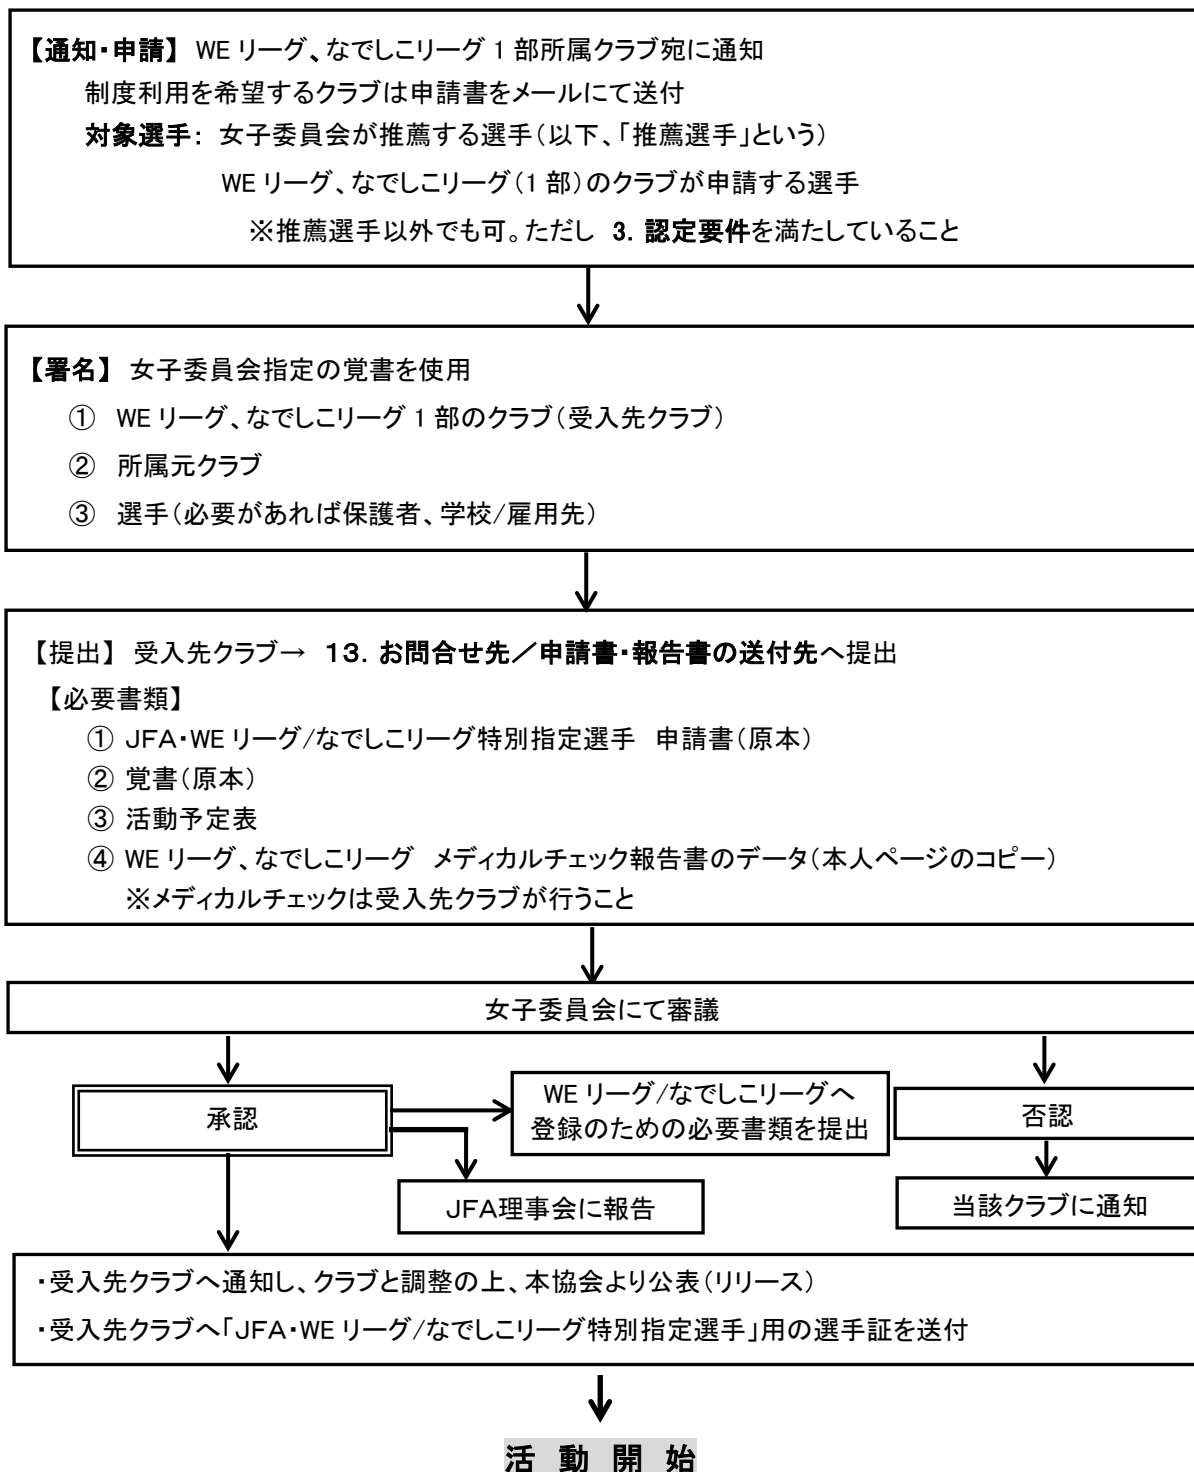 【通知・申請】 WE リーグ、なでしこリーグ 1 部所属クラブ宛に通知
制度利用を希望するクラブは申請書をメールにて送付
対象選手： 女子委員会が推薦する選手（以下、「推薦選手」という）
WE リーグ、なでしこリーグ（1 部）のクラブが申請する選手
※推薦選手以外でも可。ただし 3．認定要件を満たしていること
【署名】 女子委員会指定の覚書を使用
① WE リーグ、なでしこリーグ 1 部のクラブ（受入先クラブ）
② 所属元クラブ
③ 選手（必要があれば保護者、学校/雇用先）
【提出】 受入先クラブ→ 13．お問合せ先／申請書・報告書の送付先へ提出
【必要書類】
① JFA・WE リーグ/なでしこリーグ特別指定選手　申請書（原本）
② 覚書（原本）
③ 活動予定表
④ WE リーグ、なでしこリーグ　メディカルチェック報告書のデータ（本人ページのコピー）
※メディカルチェックは受入先クラブが行うこと
女子委員会にて審議
承認
WE リーグ/なでしこリーグへ
登録のための必要書類を提出
否認
JFA理事会に報告
当該クラブに通知
・受入先クラブへ通知し、クラブと調整の上、本協会より公表（リリース）
・受入先クラブへ「JFA・WE リーグ/なでしこリーグ特別指定選手」用の選手証を送付
活 動 開 始